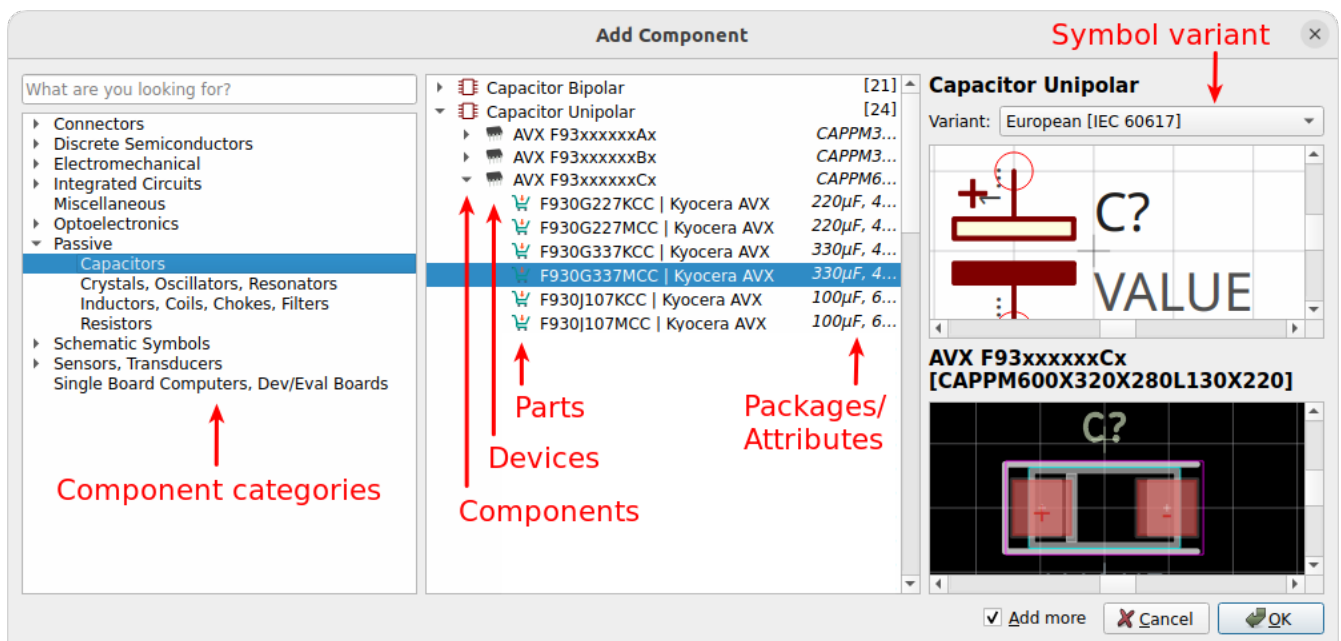 Add Component
Symbol variant
What are you looking for?
Connectors
Discrete Semiconductors
Electromechanical
Integrated Circuits
Miscellaneous
Optoelectronics
Passive
Capacitors
Crystals, Oscillators, Resonators
Inductors, Coils, Chokes, Filters
Resistors
Schematic Symbols
Sensors, Transducers
Single Board Computers, Dev/Eval Boards
Component categories
Capacitor Bipolar [21]
Capacitor Unipolar [24]
AVX F93xxxxxxAx CAPPM3...
AVX F93xxxxxxBx CAPPM3...
AVX F93xxxxxxCx CAPPM6...
F930G227KCC | Kyocera AVX 220µF, 4...
F930G227MCC | Kyocera AVX 220µF, 4...
F930G337KCC | Kyocera AVX 330µF, 4...
F930G337MCC | Kyocera AVX 330µF, 4...
F930J107KCC | Kyocera AVX 100µF, 6...
F930J107MCC | Kyocera AVX 100µF, 6...
Parts
Devices
Components
Packages/
Attributes
Capacitor Unipolar
Variant: European [IEC 60617]
C?
VALUE
AVX F93xxxxxxCx
[CAPPM600X320X280L130X220]
C?
+ -
Add more
Cancel
OK